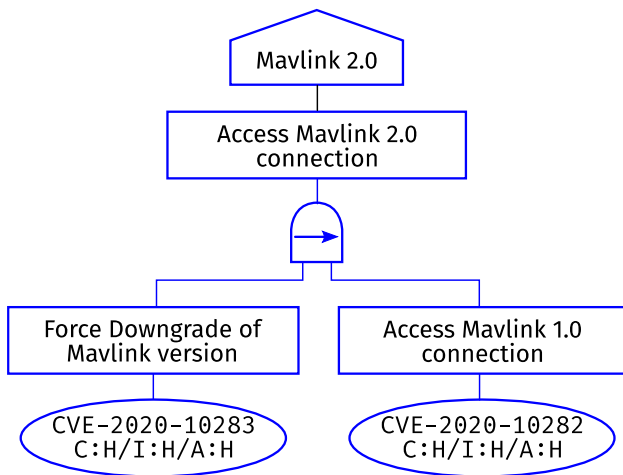 Mavlink 2.0
Access Mavlink 2.0
connection
Force Downgrade of
Mavlink version
Access Mavlink 1.0
connection
CVE-2020-10283
C:H/I:H/A:H
CVE-2020-10282
C:H/I:H/A:H